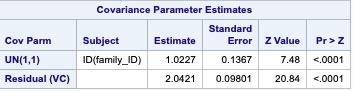 Covariance Parameter Estimates
Cov Parm Subject Estimate Standard Error Z Value Pr > Z
UN(1,1) ID(family_ID) 1.0227 0.1367 7.48 <.0001
Residual (VC) 2.0421 0.09801 20.84 <.0001